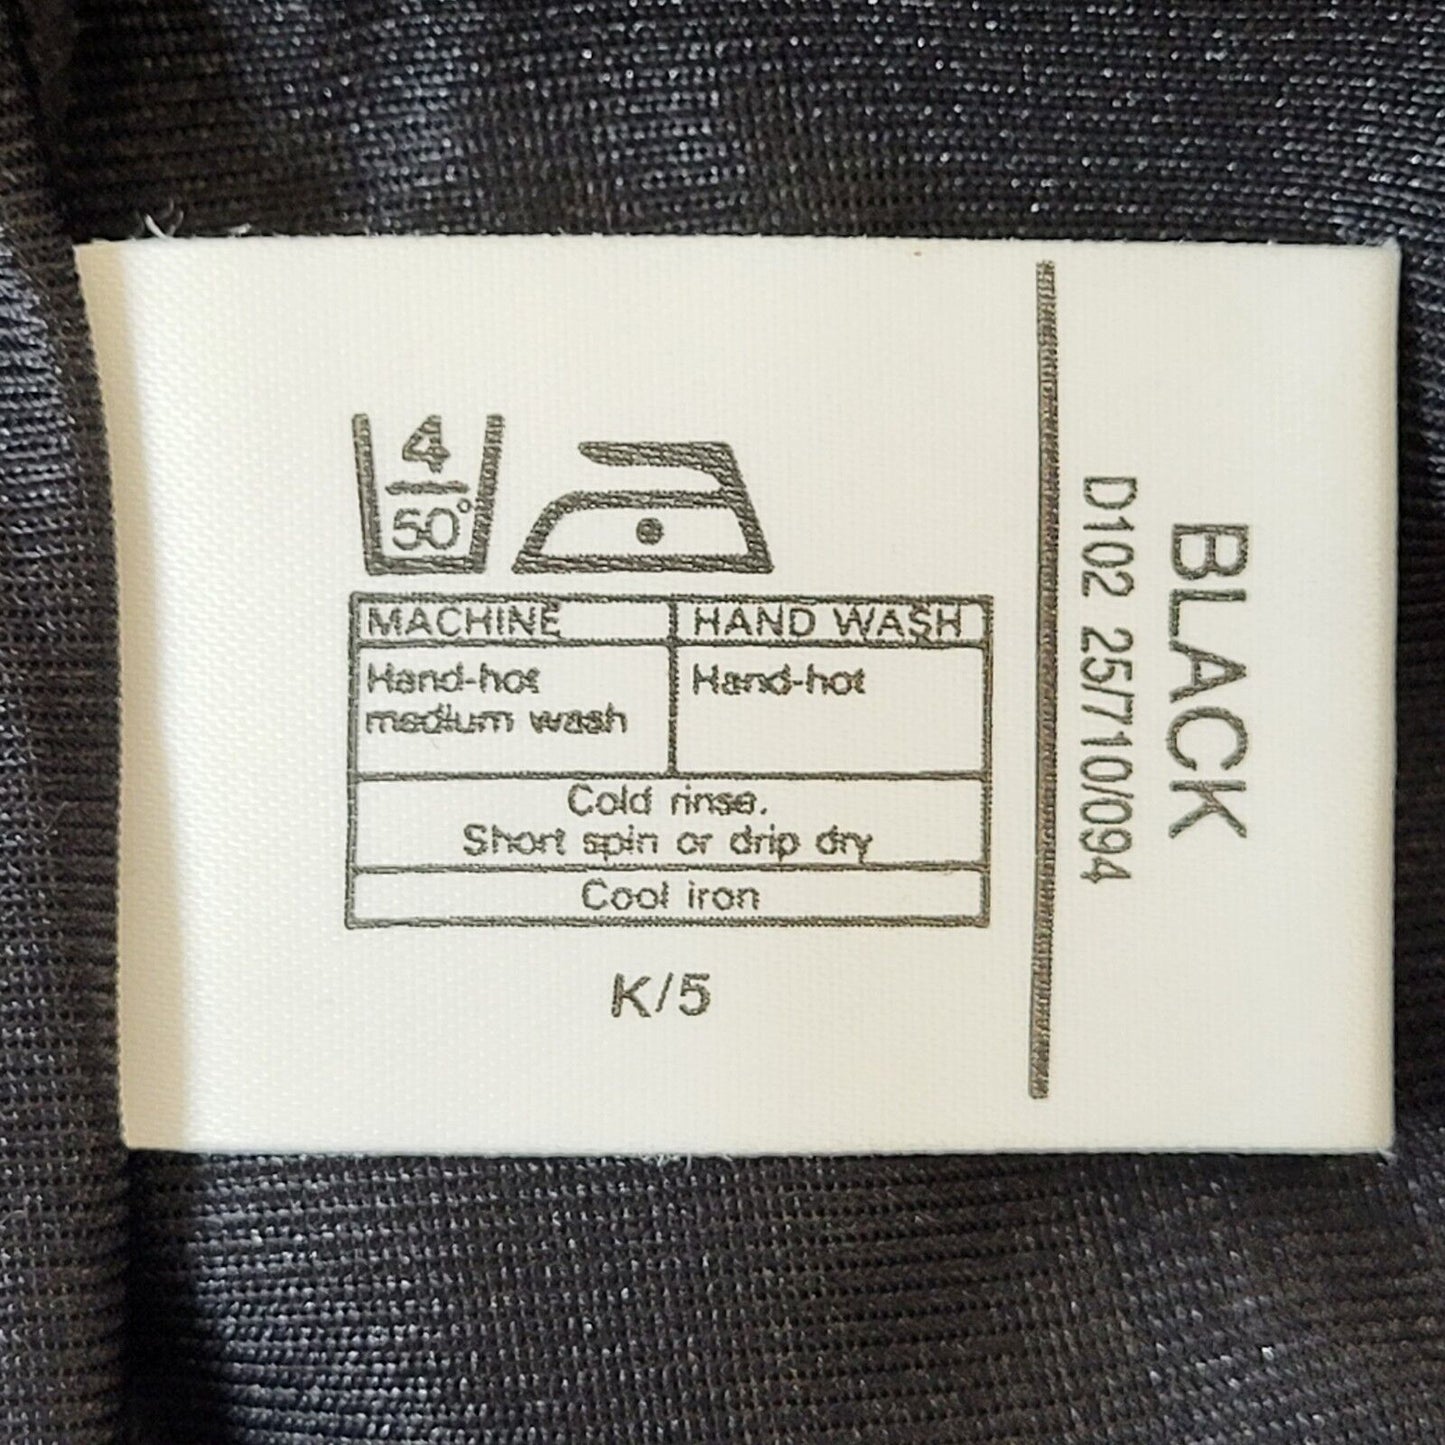 4
50°
MACHINE HAND WASH
Hand-hot Hand-hot
medium wash
Cold rinse.
Short spin or drip dry
Cool iron
K/5
BLACK
D102 25/710/094